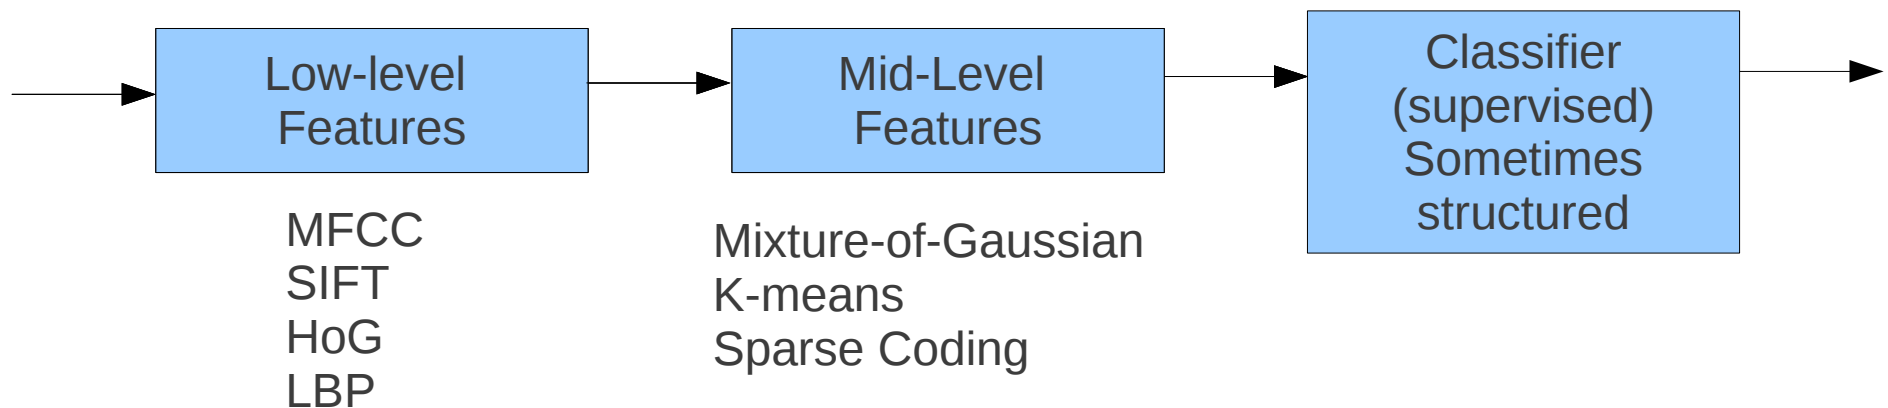 Low-level
Features
MFCC
SIFT
HoG
LBP
Mid-Level
Features
Mixture-of-Gaussian
K-means
Sparse Coding
Classifier
(supervised)
Sometimes
structured